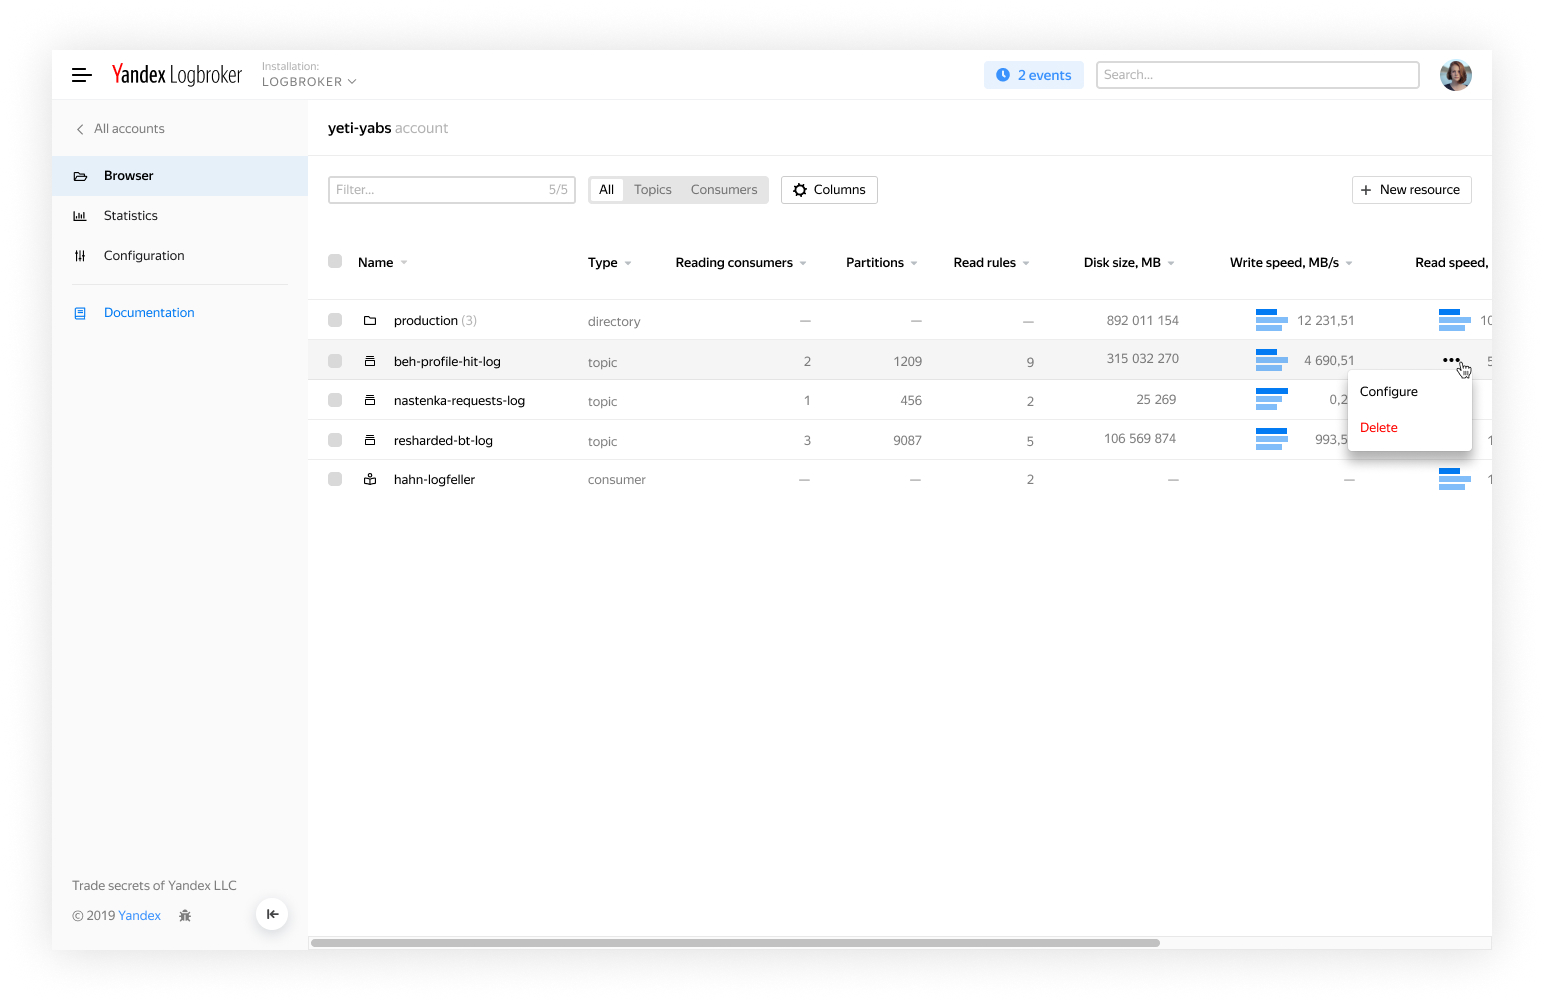 Yandex Logbroker
Installation:
LOGBROKER
2 events
Search...
All accounts
yeti-yabs account
Browser
Statistics
Configuration
Documentation
Filter... 5/5
All Topics Consumers
Columns
New resource
Name Type Reading consumers Partitions Read rules Disk size, MB Write speed, MB/s Read speed,
production (3) directory — — — 892 011 154 12 231,51 10
beh-profile-hit-log topic 2 1209 9 315 032 270 4 690,51 5
Configure
Delete
nastenka-requests-log topic 1 456 2 25 269 0,2
resharded-bt-log topic 3 9087 5 106 569 874 993,5 1
hahn-logfeller consumer — — 2 — — 1
Trade secrets of Yandex LLC
© 2019 Yandex